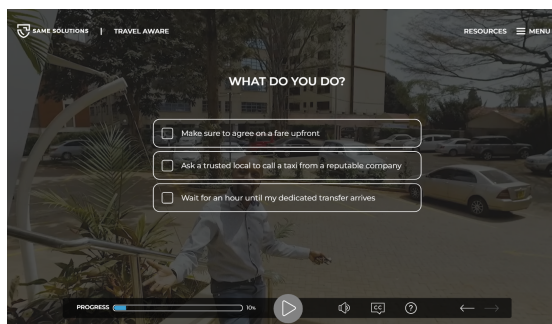 SAME SOLUTIONS | TRAVEL AWARE
RESOURCES MENU
WHAT DO YOU DO?
Make sure to agree on a fare upfront
Ask a trusted local to call a taxi from a reputable company
Wait for an hour until my dedicated transfer arrives
PROGRESS 10%
CC
?